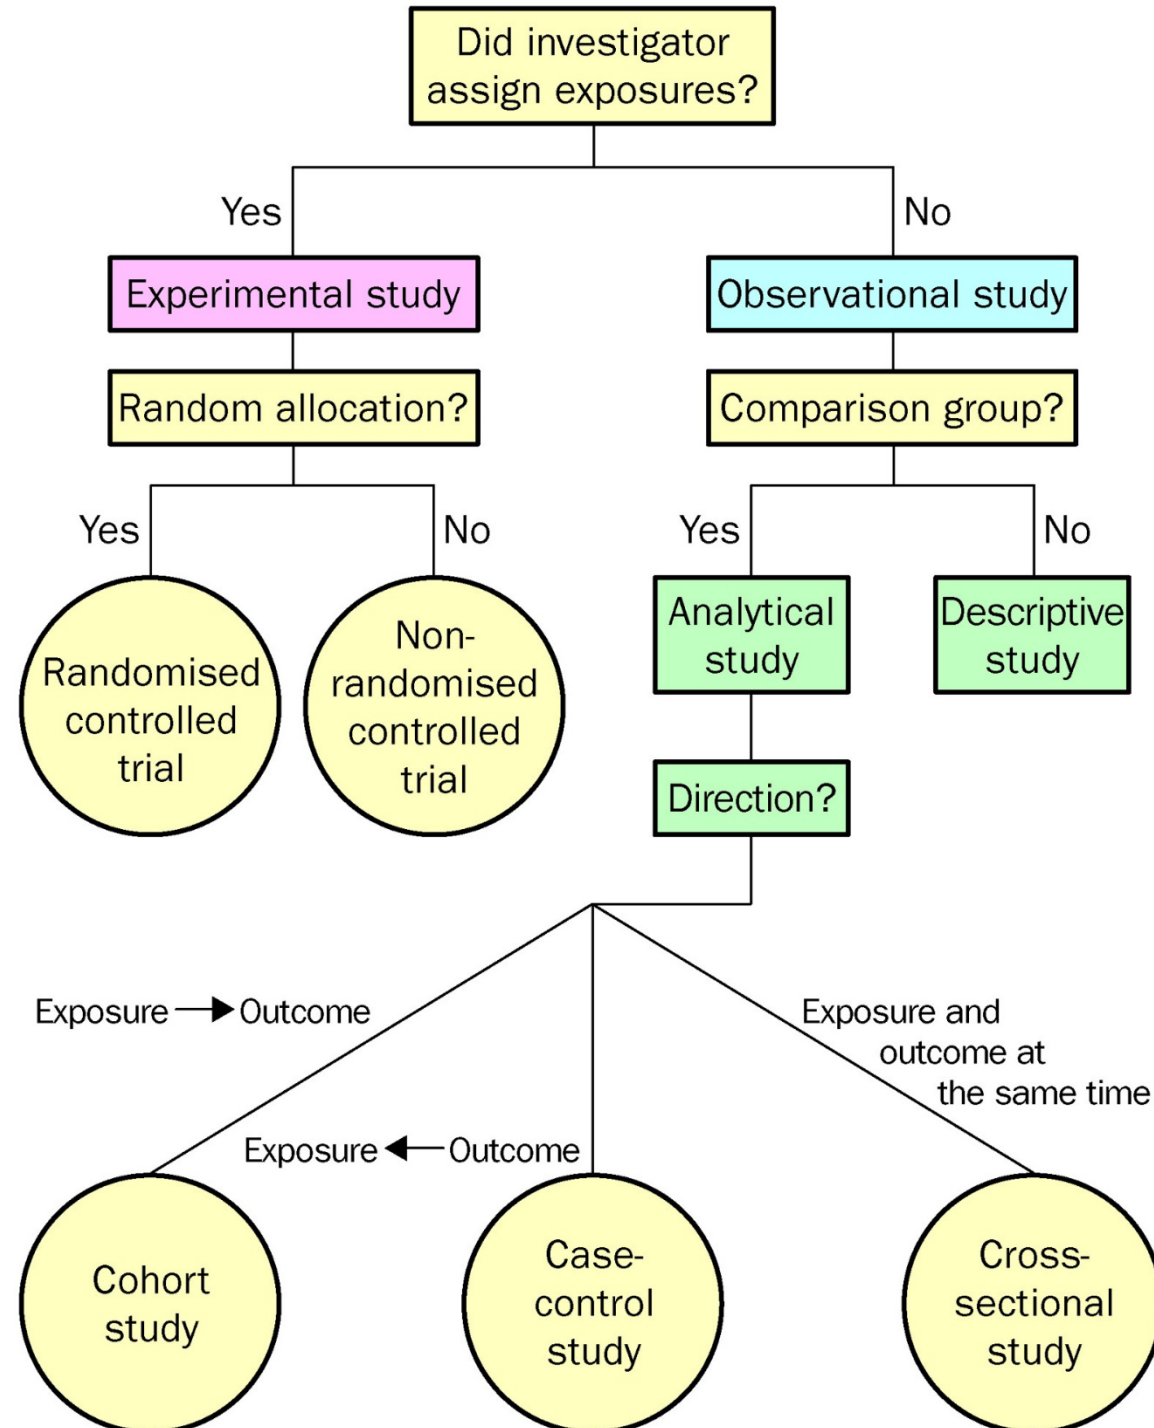 Did investigator
assign exposures?
Yes
No
Experimental study
Observational study
Random allocation?
Comparison group?
Yes
No
Yes
No
Randomised
controlled
trial
Non-
randomised
controlled
trial
Analytical
study
Descriptive
study
Direction?
Exposure → Outcome
Exposure and
outcome at
the same time
Exposure ← Outcome
Cohort
study
Case-
control
study
Cross-
sectional
study